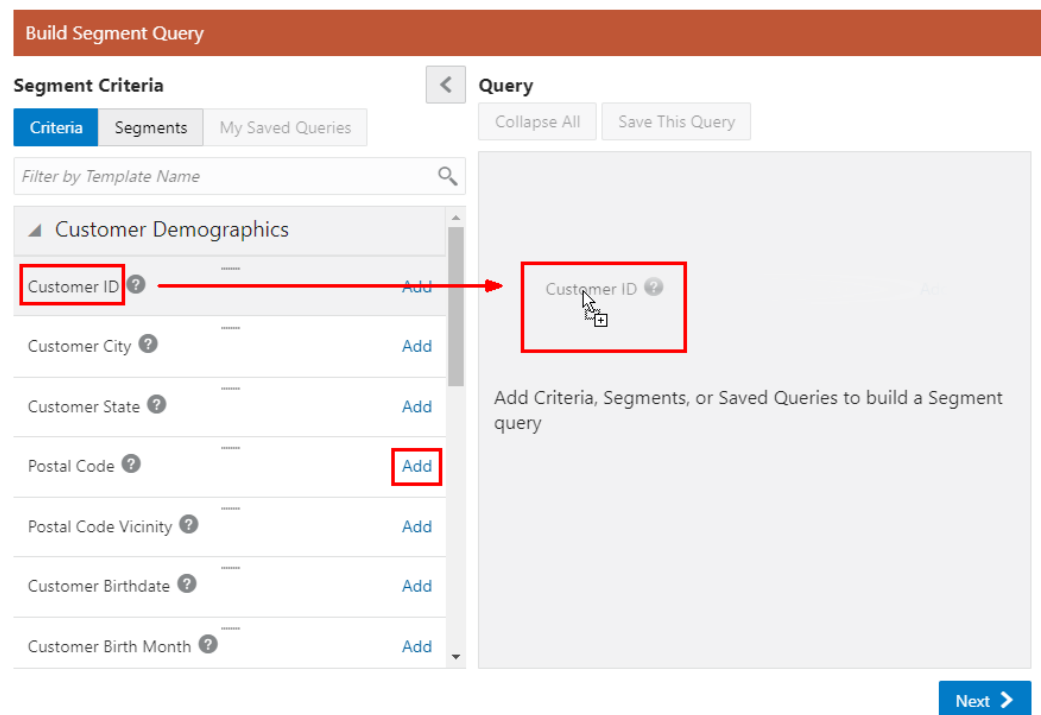 Build Segment Query
Segment Criteria
Criteria
Segments
My Saved Queries
Filter by Template Name
Customer Demographics
Customer ID ? Add
Customer City ? Add
Customer State ? Add
Postal Code ? Add
Postal Code Vicinity ? Add
Customer Birthdate ? Add
Customer Birth Month ? Add
Query
Collapse All
Save This Query
Customer ID ?
Add Criteria, Segments, or Saved Queries to build a Segment
query
Next